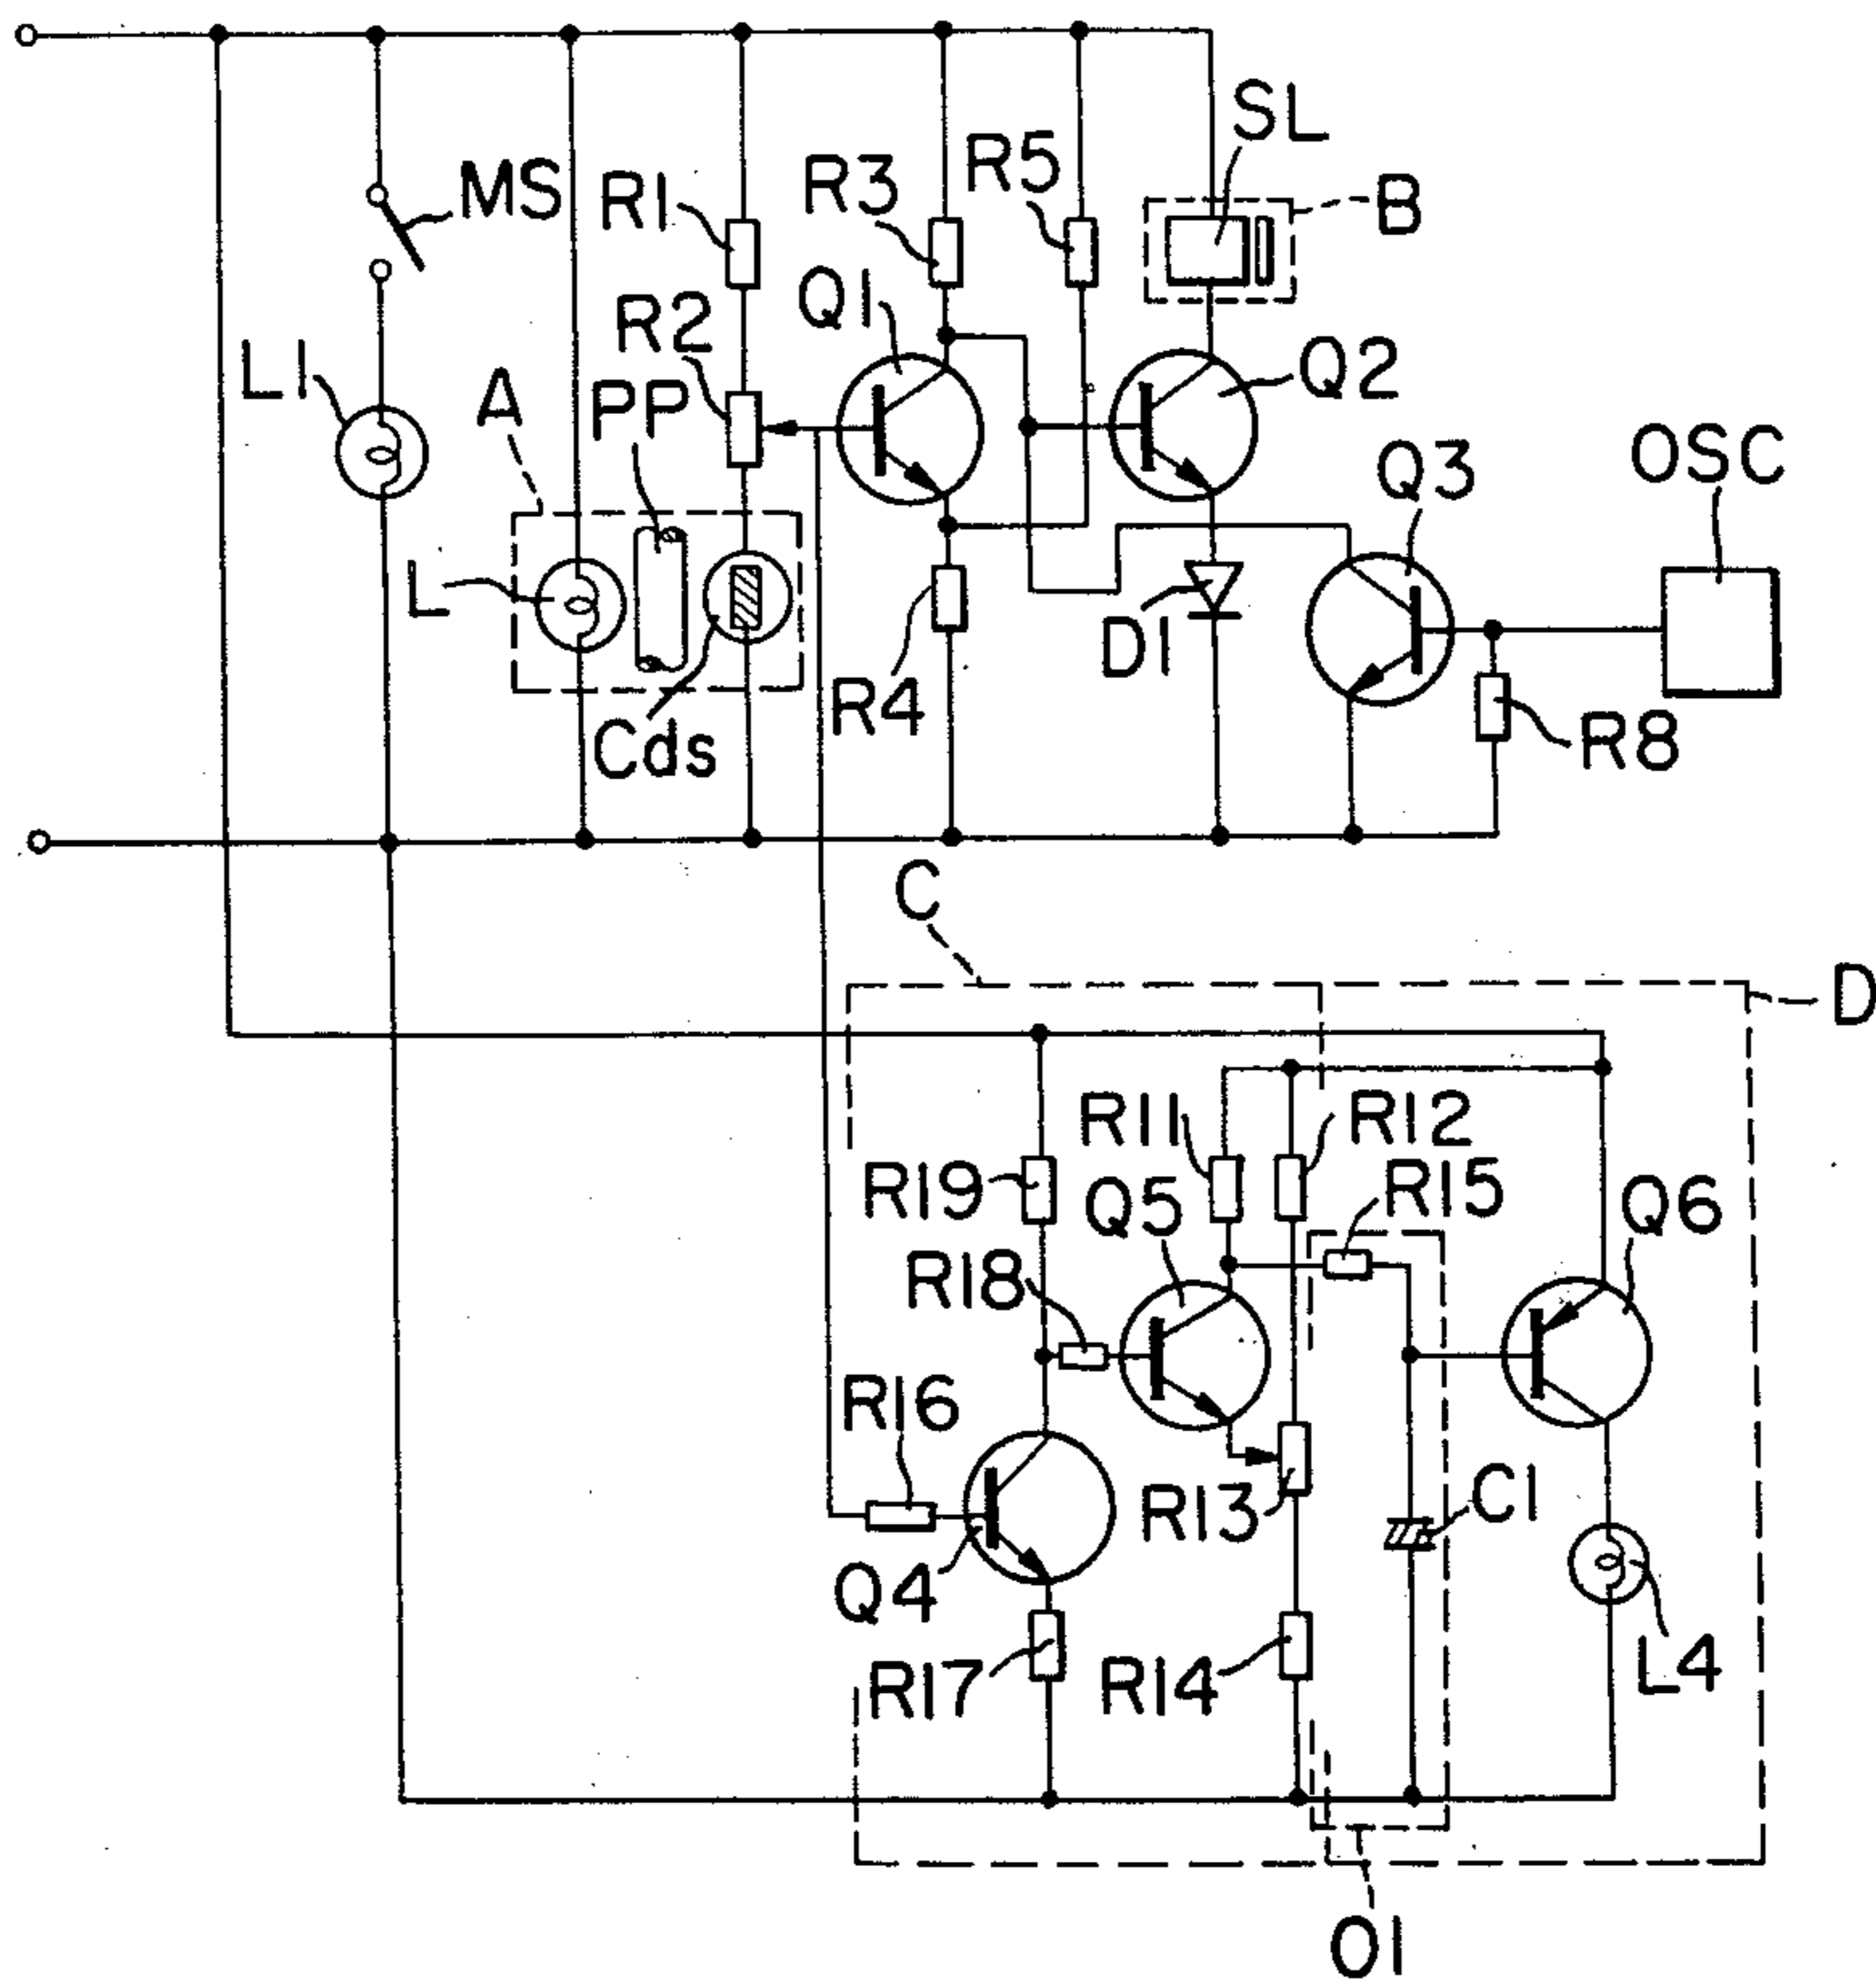 SL
MS
R1
R3
R5
B
L1
A
R2
PP
Q1
Q2
Q3
OSC
L
Cds
R4
D1
R8
C
D
R11
R12
R19
Q5
R15
Q6
R18
R16
R13
C1
Q4
R17
R14
L4
O1